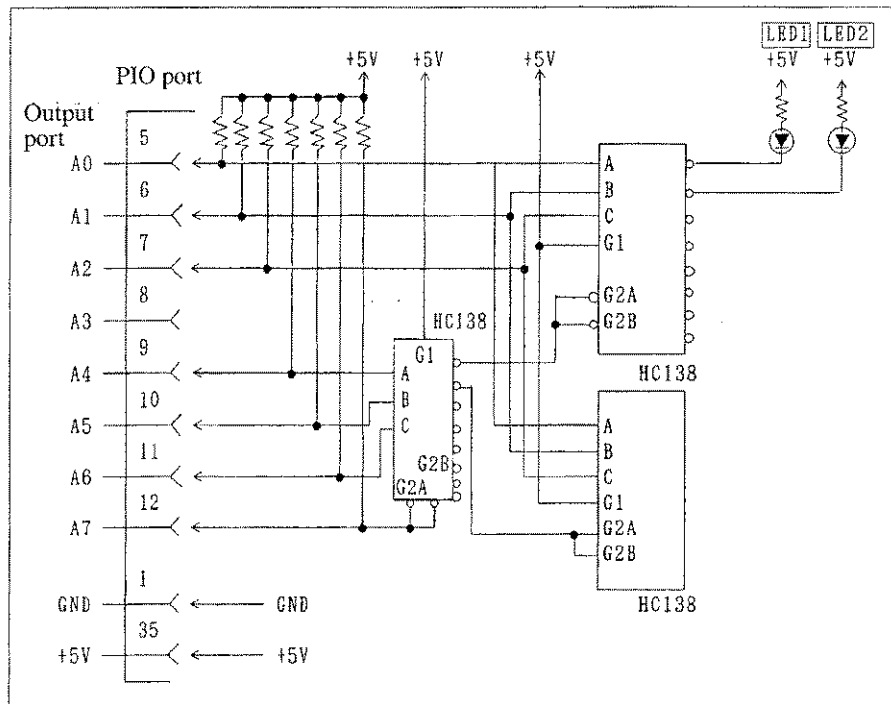 LED1 LED2
+5V +5V +5V +5V +5V
PIO port
Output port
5
A0
6
A1
7
A2
8
A3
9
A4
10
A5
11
A6
12
A7
1
GND GND
35
+5V +5V
HC138
G1
A
B
C
G2B
G2A
A
B
C
G1
G2A
G2B
HC138
A
B
C
G1
G2A
G2B
HC138